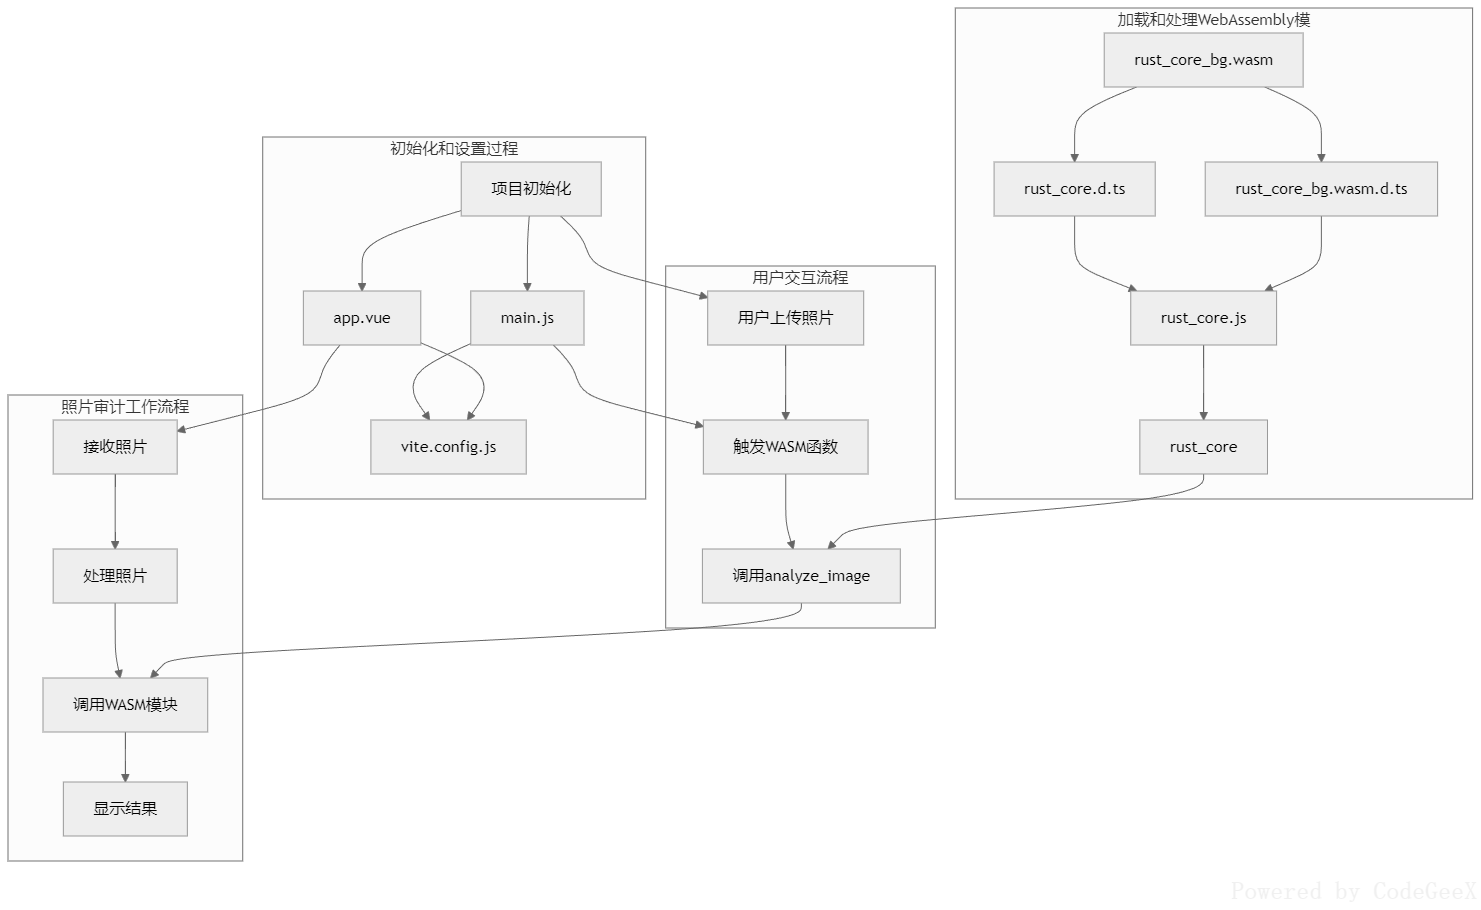 加载和处理WebAssembly模
rust_core_bg.wasm
rust_core.d.ts
rust_core_bg.wasm.d.ts
rust_core.js
rust_core
初始化和设置过程
项目初始化
app.vue
main.js
vite.config.js
用户交互流程
用户上传照片
触发WASM函数
调用analyze_image
照片审计工作流程
接收照片
处理照片
调用WASM模块
显示结果
Powered by CodeGeeX